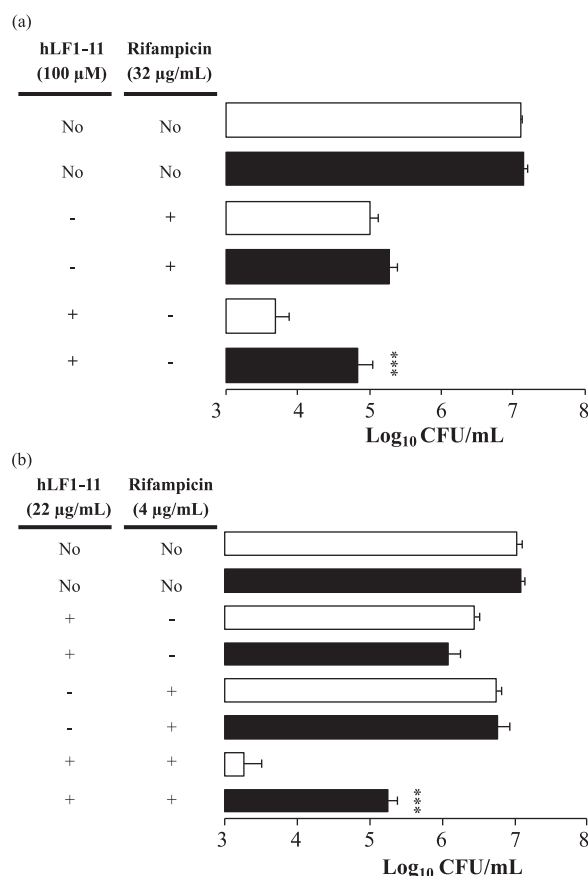 (a)
hLF1-11 Rifampicin
(100 µM) (32 µg/mL)
No No
No No
- +
- +
+ -
+ - ***
3 4 5 6 7 8
Log10 CFU/mL
(b)
hLF1-11 Rifampicin
(22 µg/mL) (4 µg/mL)
No No
No No
+ -
+ -
- +
- +
+ +
+ + ***
3 4 5 6 7 8
Log10 CFU/mL